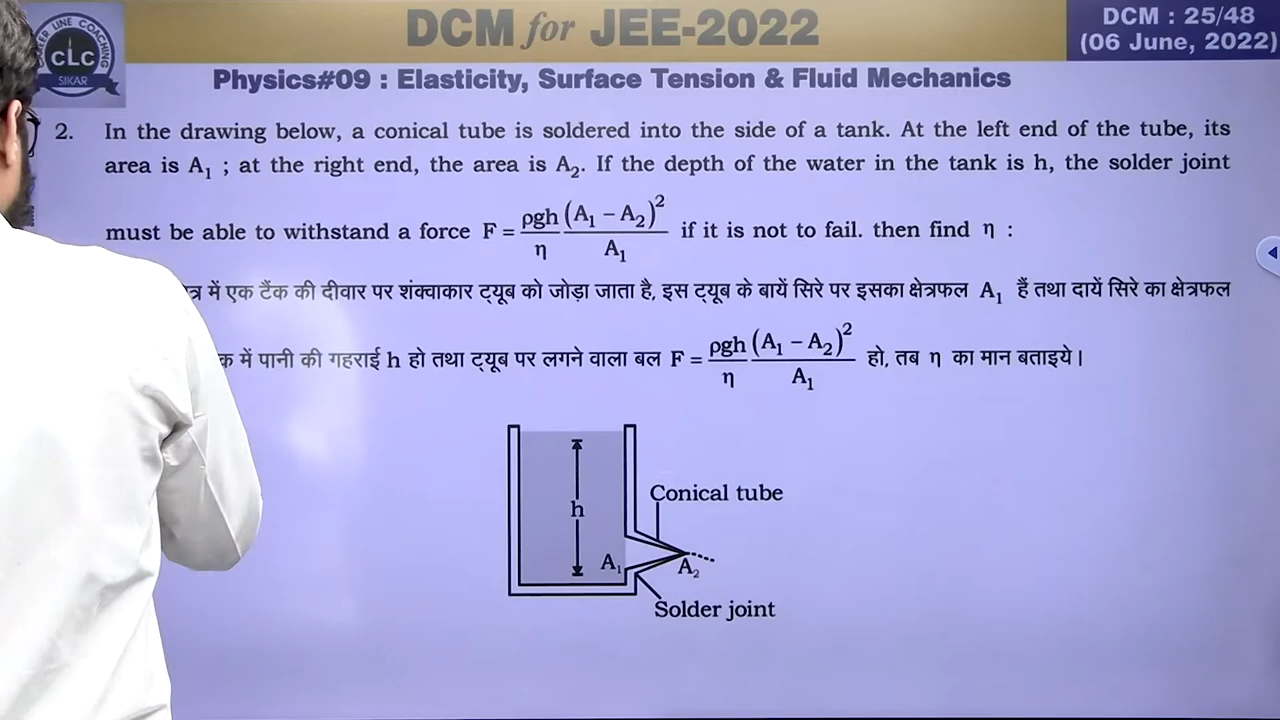 DCM for JEE-2022
DCM : 25/48
(06 June, 2022)
CLC
SIKAR
Physics#09 : Elasticity, Surface Tension & Fluid Mechanics
2. In the drawing below, a conical tube is soldered into the side of a tank. At the left end of the tube, its
area is A₁ ; at the right end, the area is A₂. If the depth of the water in the tank is h, the solder joint
must be able to withstand a force F = ρgh/η (A₁ – A₂)²/A₁ if it is not to fail. then find η :
में एक टैंक की दीवार पर शंक्वाकार ट्यूब को जोड़ा जाता है, इस ट्यूब के बायें सिरे पर इसका क्षेत्रफल A₁ हैं तथा दायें सिरे का क्षेत्रफल
में पानी की गहराई h हो तथा ट्यूब पर लगने वाला बल F = ρgh/η (A₁ – A₂)²/A₁ हो, तब η का मान बताइये।
Conical tube
h
A₁
A₂
Solder joint